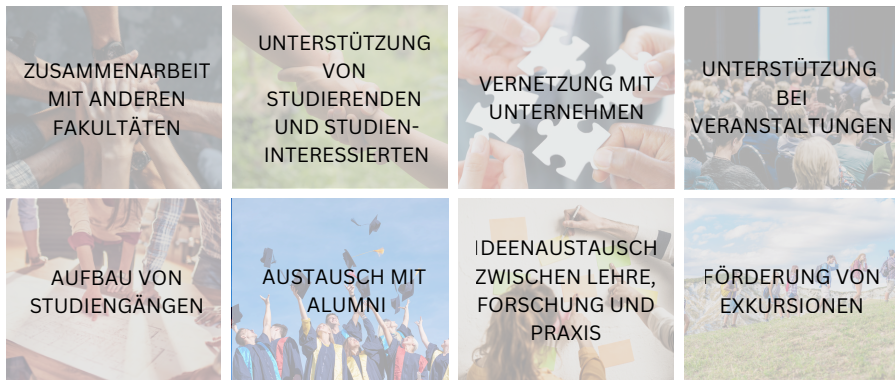 ZUSAMMENARBEIT
MIT ANDEREN
FAKULTÄTEN
UNTERSTÜTZUNG
VON
STUDIERENDEN
UND STUDIEN-
INTERESSIERTEN
VERNETZUNG MIT
UNTERNEHMEN
UNTERSTÜTZUNG
BEI
VERANSTALTUNGEN
AUFBAU VON
STUDIENGÄNGEN
AUSTAUSCH MIT
ALUMNI
IDEENAUSTAUSCH
ZWISCHEN LEHRE,
FORSCHUNG UND
PRAXIS
FÖRDERUNG VON
EXKURSIONEN